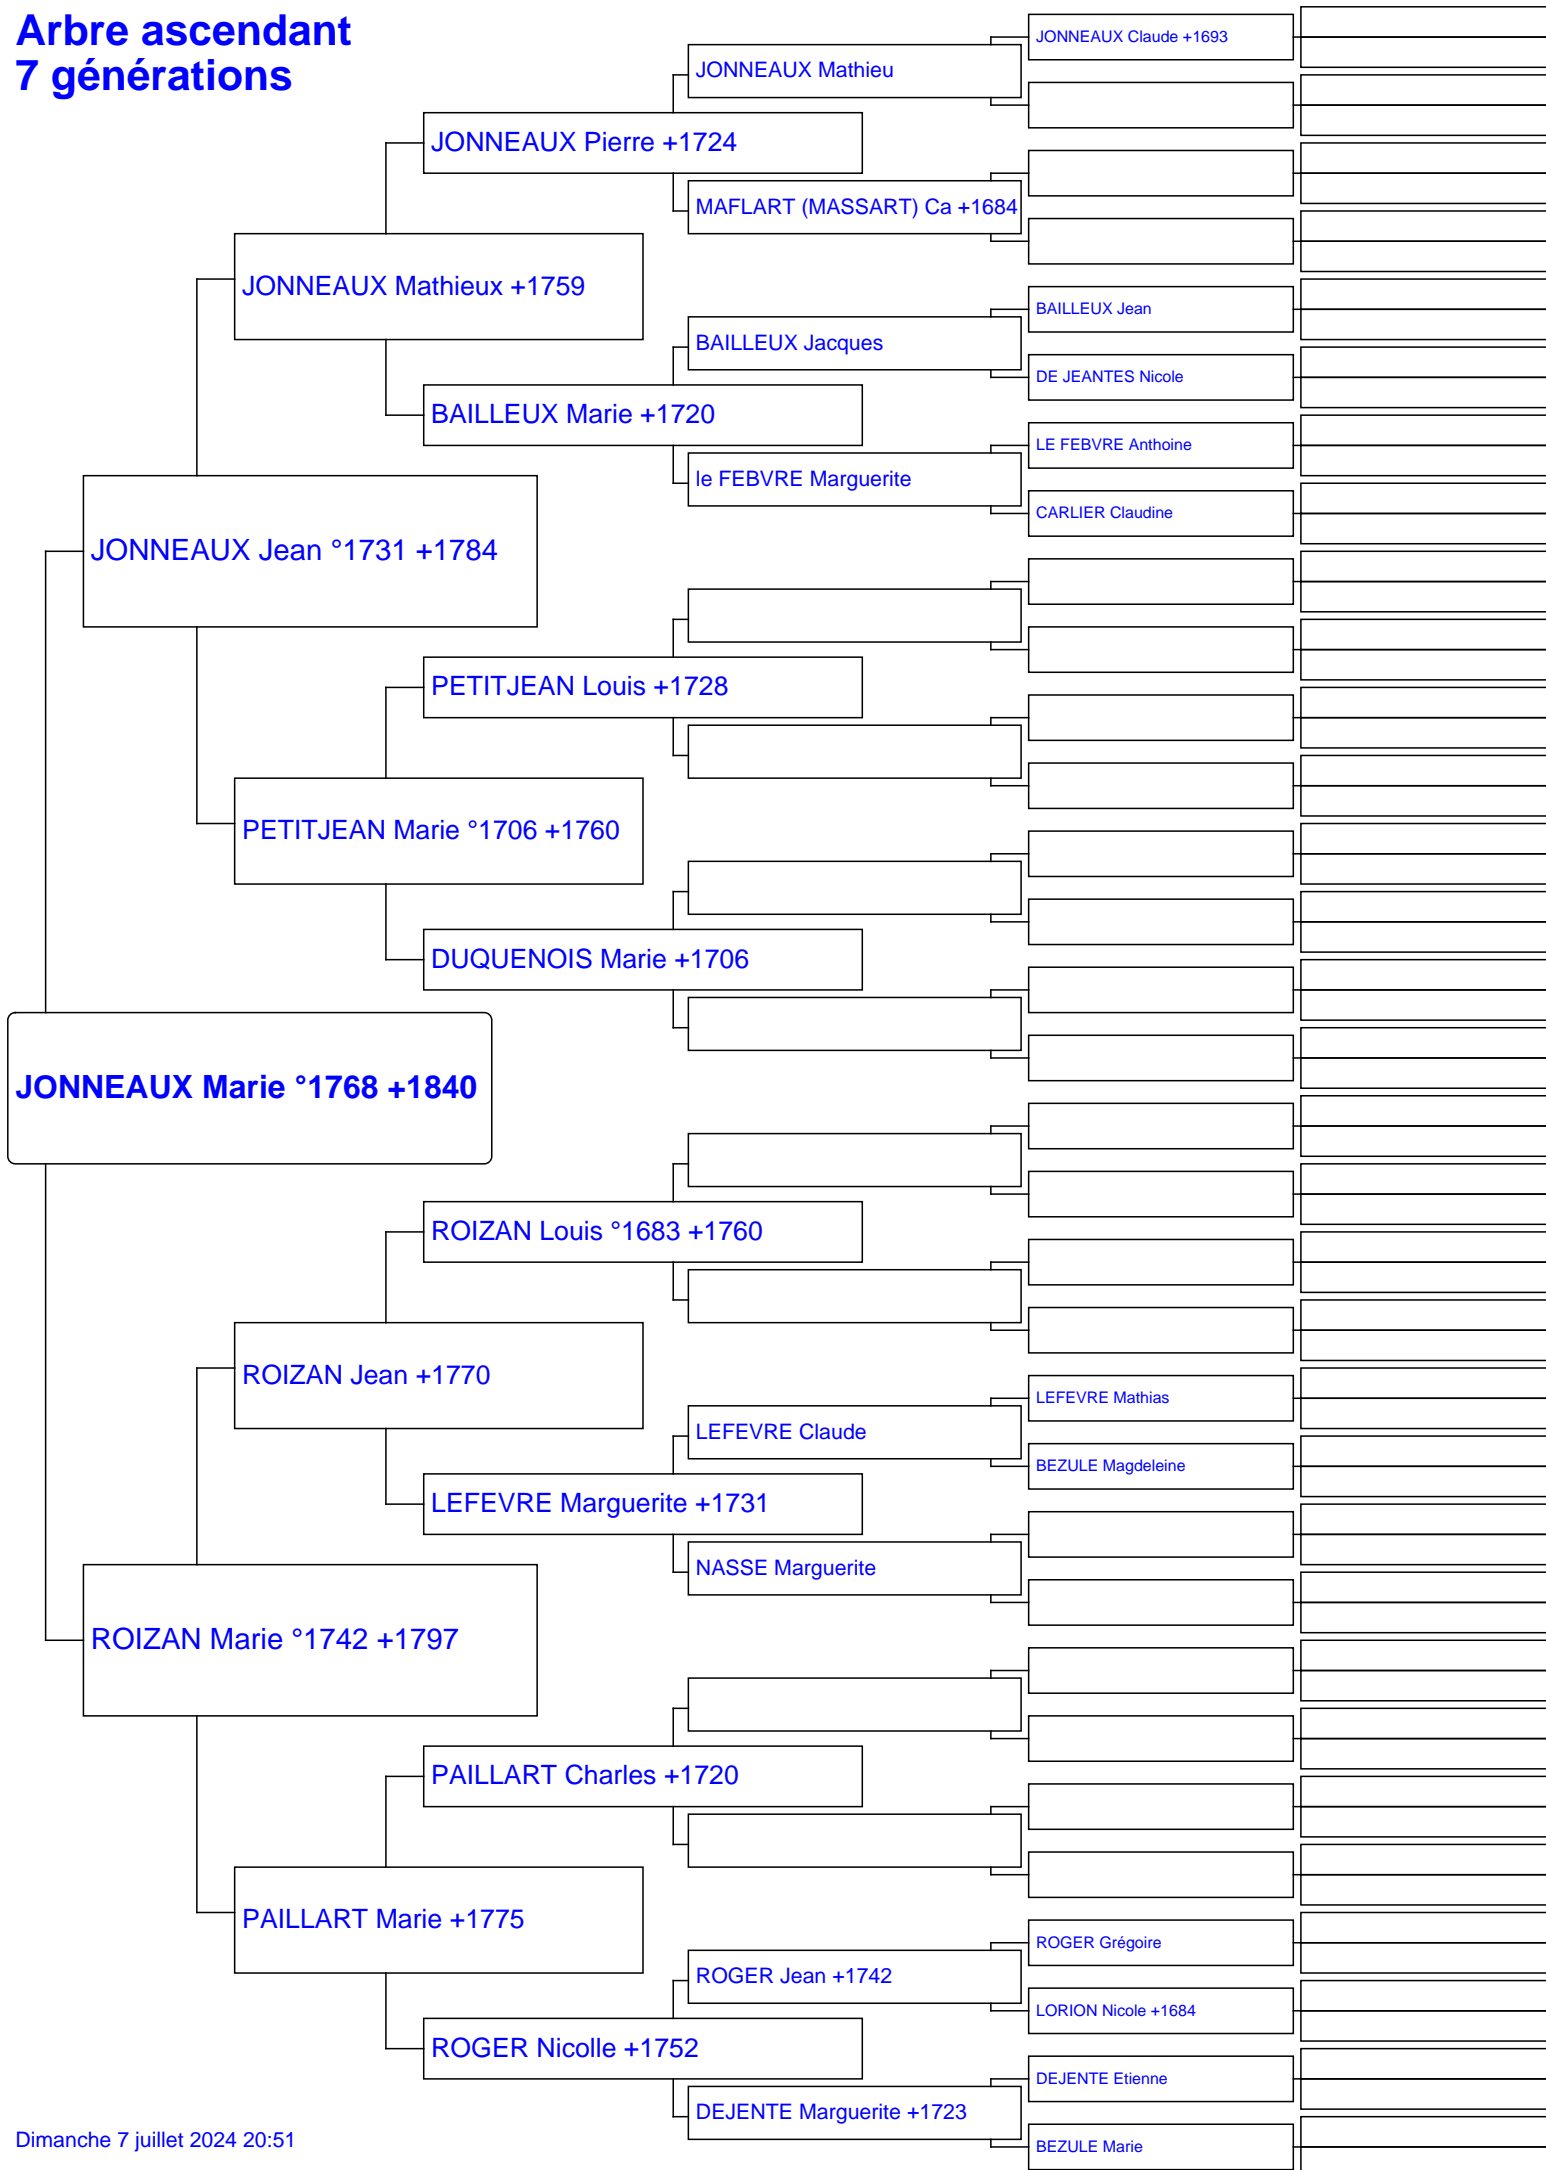 Arbre ascendant
7 générations
JONNEAUX Claude +1693
JONNEAUX Mathieu
JONNEAUX Pierre +1724
MAFLART (MASSART) Ca +1684
JONNEAUX Mathieux +1759
BAILLEUX Jean
BAILLEUX Jacques
DE JEANTES Nicole
BAILLEUX Marie +1720
LE FEBVRE Anthoine
le FEBVRE Marguerite
CARLIER Claudine
JONNEAUX Jean °1731 +1784
PETITJEAN Louis +1728
PETITJEAN Marie °1706 +1760
DUQUENOIS Marie +1706
JONNEAUX Marie °1768 +1840
ROIZAN Louis °1683 +1760
ROIZAN Jean +1770
LEFEVRE Mathias
LEFEVRE Claude
BEZULE Magdeleine
LEFEVRE Marguerite +1731
NASSE Marguerite
ROIZAN Marie °1742 +1797
PAILLART Charles +1720
PAILLART Marie +1775
ROGER Grégoire
ROGER Jean +1742
LORION Nicole +1684
ROGER Nicolle +1752
DEJENTE Etienne
DEJENTE Marguerite +1723
BEZULE Marie
Dimanche 7 juillet 2024 20:51